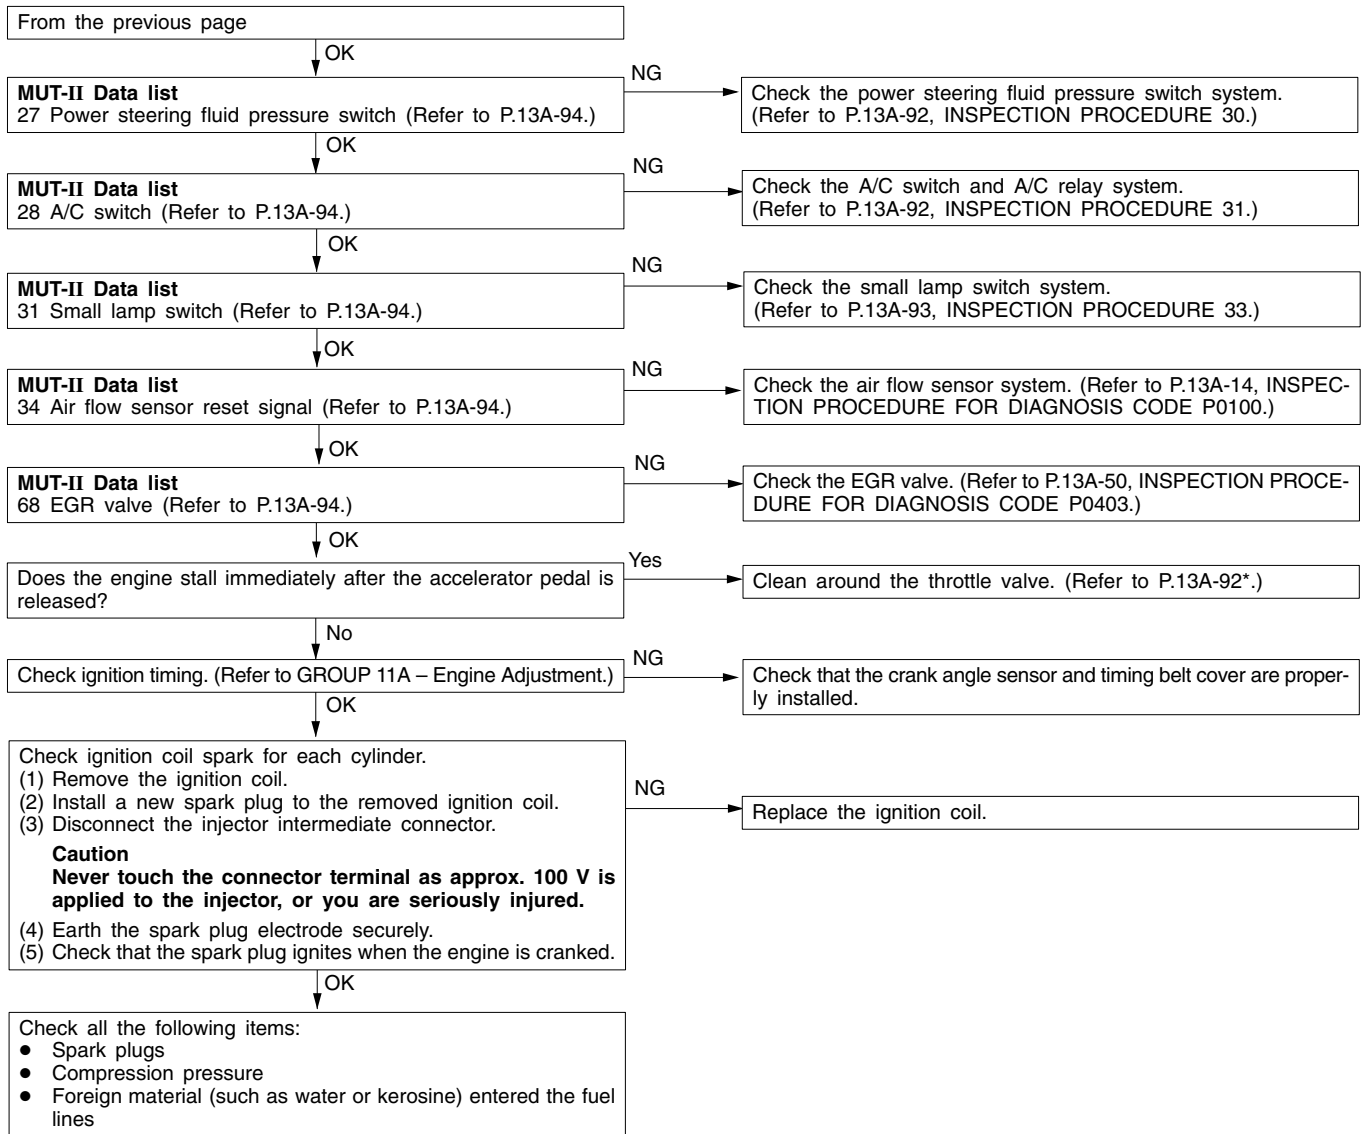 From the previous page
OK
MUT-II Data list
27 Power steering fluid pressure switch (Refer to P.13A-94.)
NG
Check the power steering fluid pressure switch system.
(Refer to P.13A-92, INSPECTION PROCEDURE 30.)
OK
MUT-II Data list
28 A/C switch (Refer to P.13A-94.)
NG
Check the A/C switch and A/C relay system.
(Refer to P.13A-92, INSPECTION PROCEDURE 31.)
OK
MUT-II Data list
31 Small lamp switch (Refer to P.13A-94.)
NG
Check the small lamp switch system.
(Refer to P.13A-93, INSPECTION PROCEDURE 33.)
OK
MUT-II Data list
34 Air flow sensor reset signal (Refer to P.13A-94.)
NG
Check the air flow sensor system. (Refer to P.13A-14, INSPEC-
TION PROCEDURE FOR DIAGNOSIS CODE P0100.)
OK
MUT-II Data list
68 EGR valve (Refer to P.13A-94.)
NG
Check the EGR valve. (Refer to P.13A-50, INSPECTION PROCE-
DURE FOR DIAGNOSIS CODE P0403.)
OK
Does the engine stall immediately after the accelerator pedal is
released?
Yes
Clean around the throttle valve. (Refer to P.13A-92*.)
No
Check ignition timing. (Refer to GROUP 11A – Engine Adjustment.)
NG
Check that the crank angle sensor and timing belt cover are proper-
ly installed.
OK
Check ignition coil spark for each cylinder.
(1) Remove the ignition coil.
(2) Install a new spark plug to the removed ignition coil.
(3) Disconnect the injector intermediate connector.
Caution
Never touch the connector terminal as approx. 100 V is
applied to the injector, or you are seriously injured.
(4) Earth the spark plug electrode securely.
(5) Check that the spark plug ignites when the engine is cranked.
NG
Replace the ignition coil.
OK
Check all the following items:
● Spark plugs
● Compression pressure
● Foreign material (such as water or kerosine) entered the fuel
lines